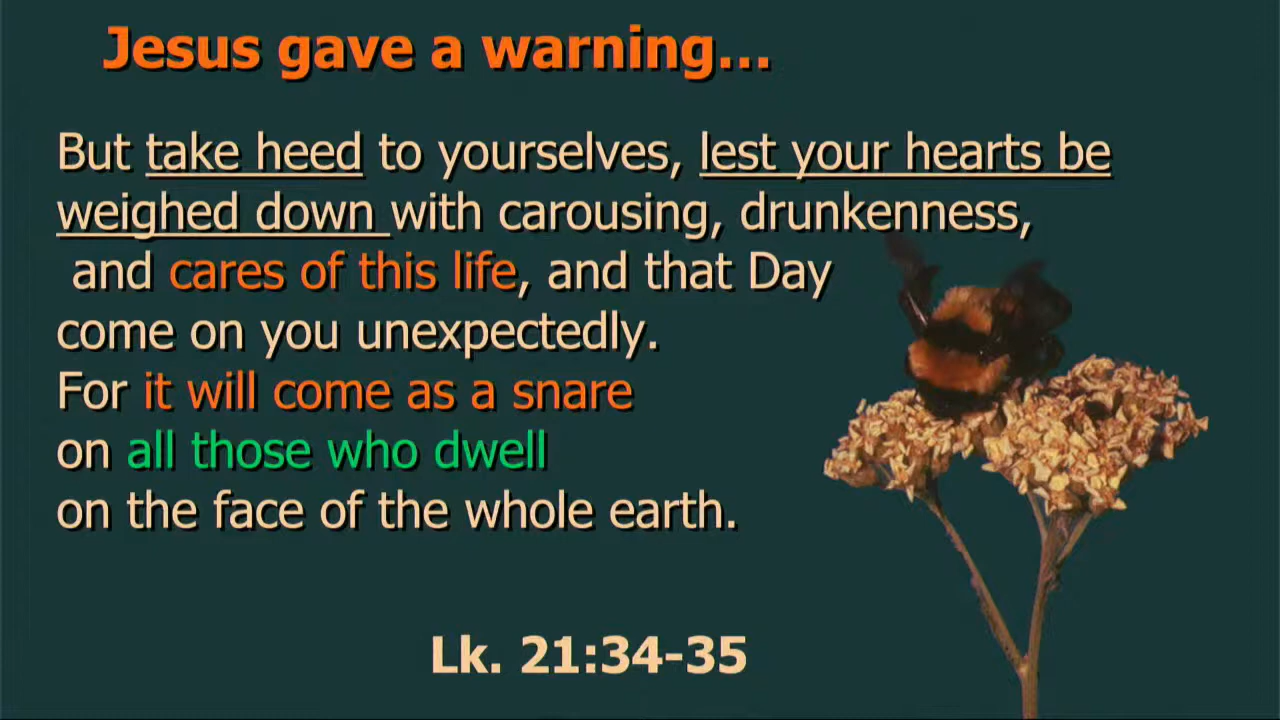 Jesus gave a warning...
But take heed to yourselves, lest your hearts be
weighed down with carousing, drunkenness,
and cares of this life, and that Day
come on you unexpectedly.
For it will come as a snare
on all those who dwell
on the face of the whole earth.
Lk. 21:34-35